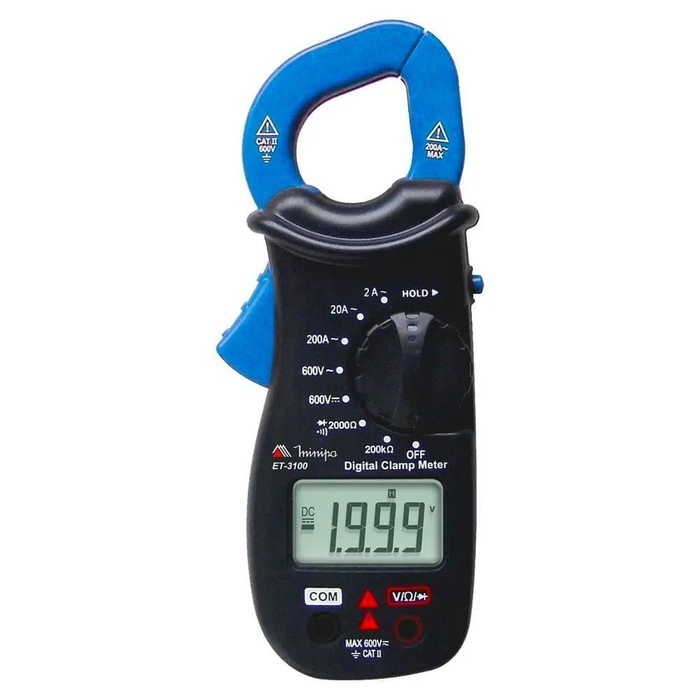 CAT II
600V
200A~
MAX
2A~
HOLD ▶
20A~
200A~
600V~
600V⎓
2000Ω
200kΩ
OFF
Minipa
ET-3100
Digital Clamp Meter
H
DC
1.9.9.9
V
COM
V/Ω/
MAX 600V≂
CAT II